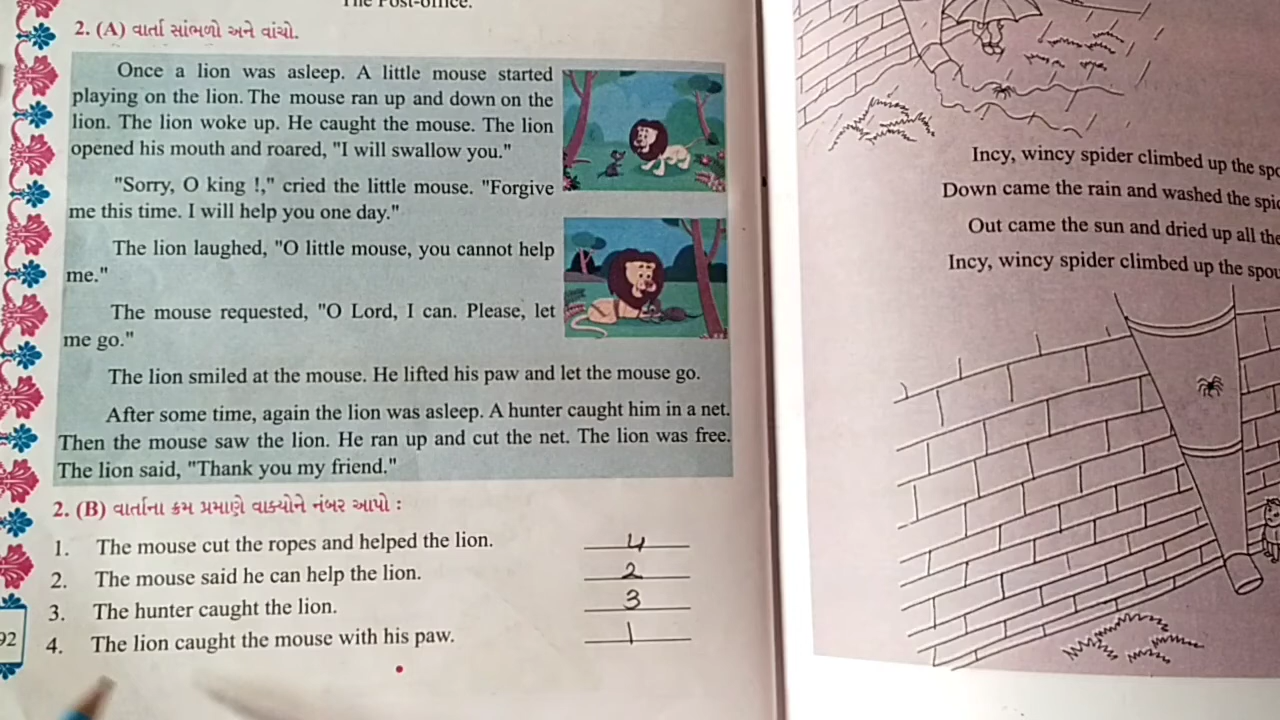 The Post-office.
2. (A) વાર્તા સાંભળો અને વાંચો.
Once a lion was asleep. A little mouse started
playing on the lion. The mouse ran up and down on the
lion. The lion woke up. He caught the mouse. The lion
opened his mouth and roared, "I will swallow you."
"Sorry, O king !," cried the little mouse. "Forgive
me this time. I will help you one day."
The lion laughed, "O little mouse, you cannot help
me."
The mouse requested, "O Lord, I can. Please, let
me go."
The lion smiled at the mouse. He lifted his paw and let the mouse go.
After some time, again the lion was asleep. A hunter caught him in a net.
Then the mouse saw the lion. He ran up and cut the net. The lion was free.
The lion said, "Thank you my friend."
2. (B) વાર્તાના ક્રમ પ્રમાણે વાક્યોને નંબર આપો :
1. The mouse cut the ropes and helped the lion. 4
2. The mouse said he can help the lion. 2
3. The hunter caught the lion. 3
4. The lion caught the mouse with his paw. 1
92
Incy, wincy spider climbed up the
Down came the rain and washed the
Out came the sun and dried up all the
Incy, wincy spider climbed up the